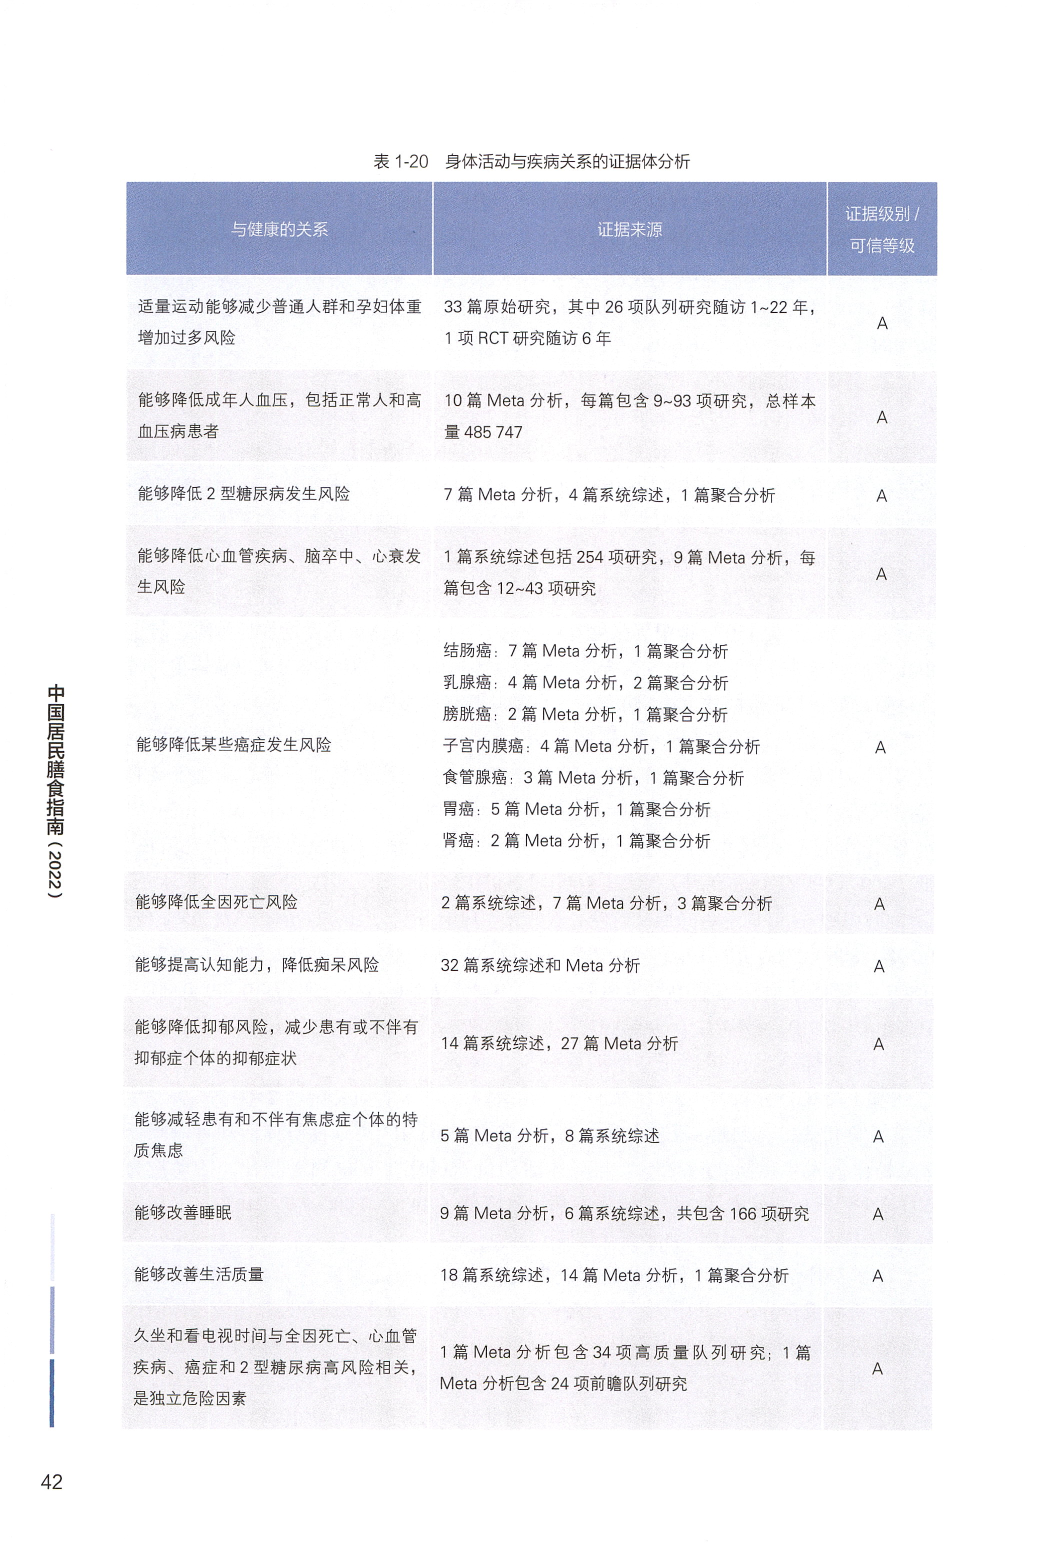 表 1-20 身体活动与疾病关系的证据体分析
与健康的关系
证据来源
证据级别 /
可信等级
适量运动能够减少普通人群和孕妇体重
增加过多风险
33 篇原始研究，其中 26 项队列研究随访 1~22 年，
1 项 RCT 研究随访 6 年
A
能够降低成年人血压，包括正常人和高
血压病患者
10 篇 Meta 分析，每篇包含 9~93 项研究，总样本
量 485 747
A
能够降低 2 型糖尿病发生风险
7 篇 Meta 分析，4 篇系统综述，1 篇聚合分析
A
能够降低心血管疾病、脑卒中、心衰发
生风险
1 篇系统综述包括 254 项研究，9 篇 Meta 分析，每
篇包含 12~43 项研究
A
能够降低某些癌症发生风险
结肠癌：7 篇 Meta 分析，1 篇聚合分析
乳腺癌：4 篇 Meta 分析，2 篇聚合分析
膀胱癌：2 篇 Meta 分析，1 篇聚合分析
子宫内膜癌：4 篇 Meta 分析，1 篇聚合分析
食管腺癌：3 篇 Meta 分析，1 篇聚合分析
胃癌：5 篇 Meta 分析，1 篇聚合分析
肾癌：2 篇 Meta 分析，1 篇聚合分析
A
能够降低全因死亡风险
2 篇系统综述，7 篇 Meta 分析，3 篇聚合分析
A
能够提高认知能力，降低痴呆风险
32 篇系统综述和 Meta 分析
A
能够降低抑郁风险，减少患有或不伴有
抑郁症个体的抑郁症状
14 篇系统综述，27 篇 Meta 分析
A
能够减轻患有和不伴有焦虑症个体的特
质焦虑
5 篇 Meta 分析，8 篇系统综述
A
能够改善睡眠
9 篇 Meta 分析，6 篇系统综述，共包含 166 项研究
A
能够改善生活质量
18 篇系统综述，14 篇 Meta 分析，1 篇聚合分析
A
久坐和看电视时间与全因死亡、心血管
疾病、癌症和 2 型糖尿病高风险相关，
是独立危险因素
1 篇 Meta 分析包含 34 项高质量队列研究；1 篇
Meta 分析包含 24 项前瞻队列研究
A
中国居民膳食指南（2022）
42